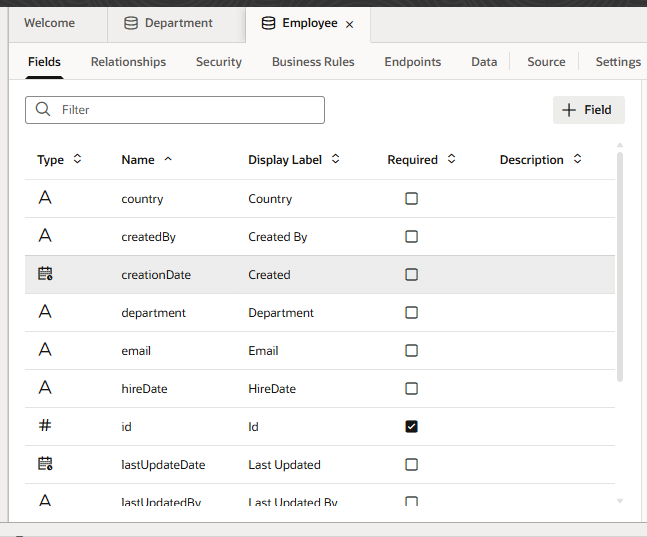 Welcome Department Employee
Fields Relationships Security Business Rules Endpoints Data Source Settings
Filter Field
Type Name Display Label Required Description
country Country
createdBy Created By
creationDate Created
department Department
email Email
hireDate HireDate
id Id
lastUpdateDate Last Updated
lastUpdatedBy Last Updated By